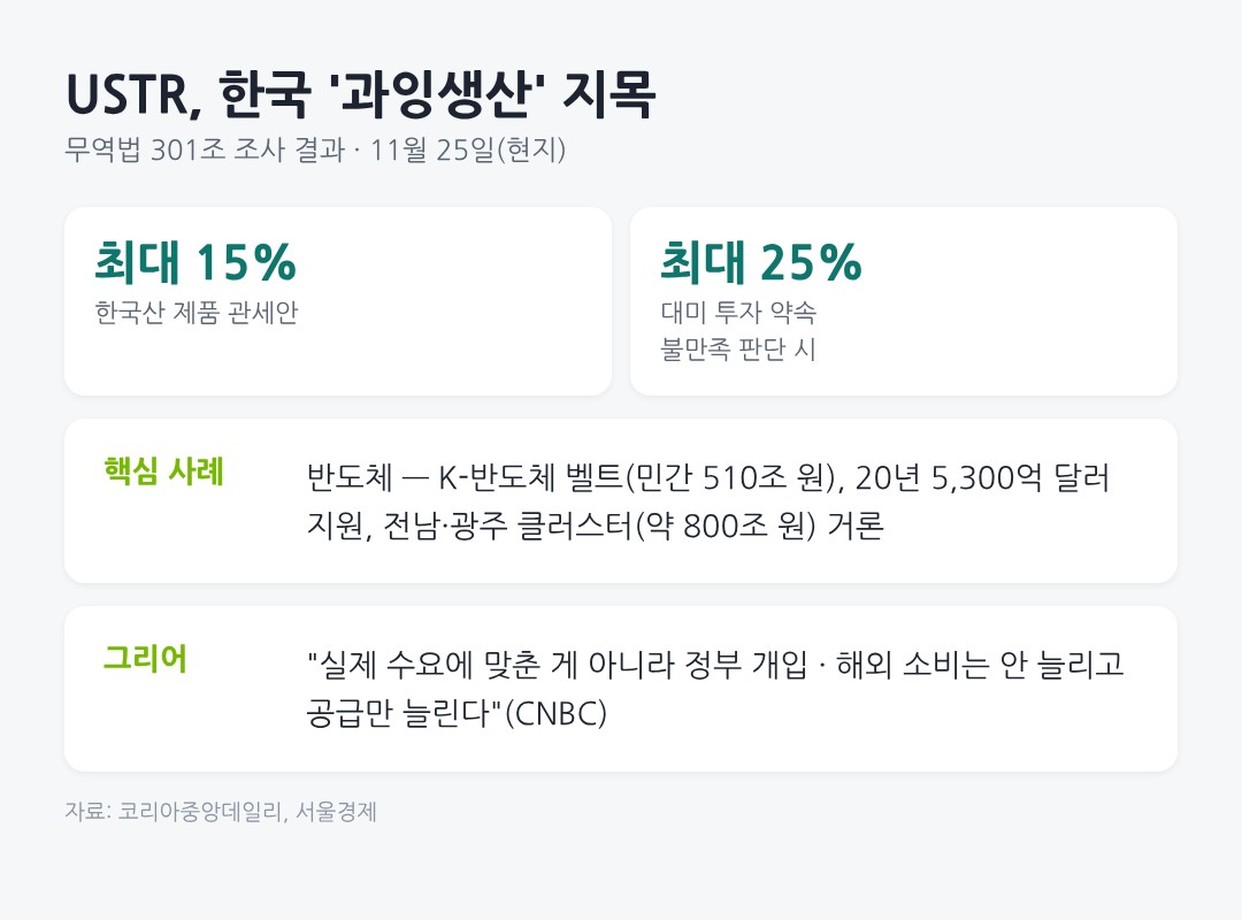 USTR, 한국 '과잉생산' 지목
무역법 301조 조사 결과 · 11월 25일(현지)
최대 15%
한국산 제품 관세안
최대 25%
대미 투자 약속
불만족 판단 시
핵심 사례
반도체 — K-반도체 벨트(민간 510조 원), 20년 5,300억 달러
지원, 전남·광주 클러스터(약 800조 원) 거론
그리어
"실제 수요에 맞춘 게 아니라 정부 개입 · 해외 소비는 안 늘리고
공급만 늘린다"(CNBC)
자료: 코리아중앙데일리, 서울경제